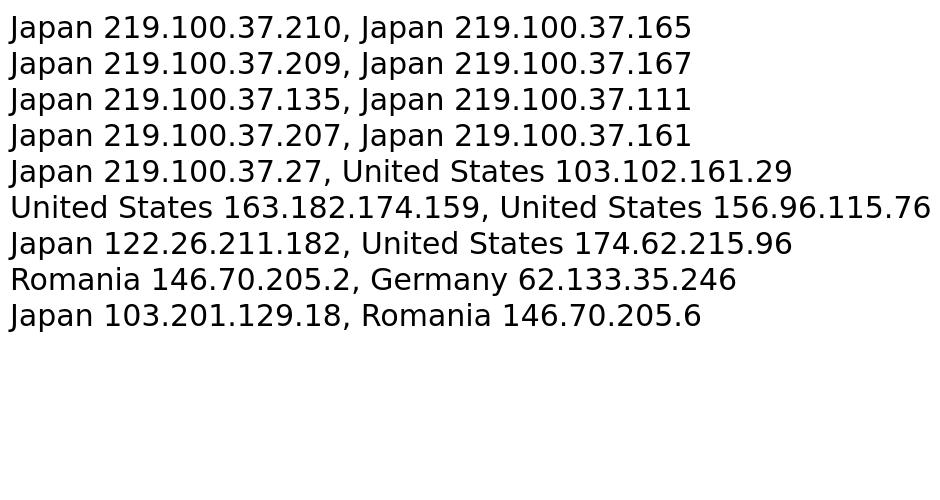 Japan 219.100.37.210, Japan 219.100.37.165
Japan 219.100.37.209, Japan 219.100.37.167
Japan 219.100.37.135, Japan 219.100.37.111
Japan 219.100.37.207, Japan 219.100.37.161
Japan 219.100.37.27, United States 103.102.161.29
United States 163.182.174.159, United States 156.96.115.76
Japan 122.26.211.182, United States 174.62.215.96
Romania 146.70.205.2, Germany 62.133.35.246
Japan 103.201.129.18, Romania 146.70.205.6